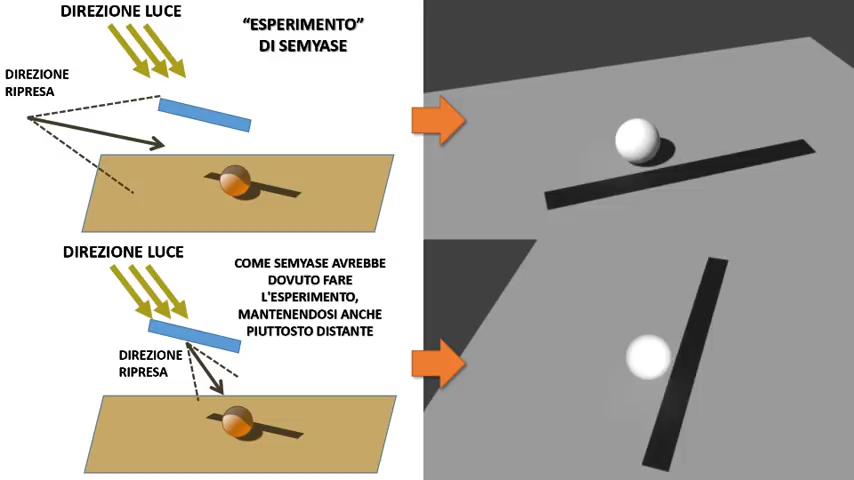 DIREZIONE LUCE
“ESPERIMENTO”
DI SEMYASE
DIREZIONE
RIPRESA
DIREZIONE LUCE
COME SEMYASE AVREBBE
DOVUTO FARE
L'ESPERIMENTO,
MANTENENDOSI ANCHE
PIUTTOSTO DISTANTE
DIREZIONE
RIPRESA